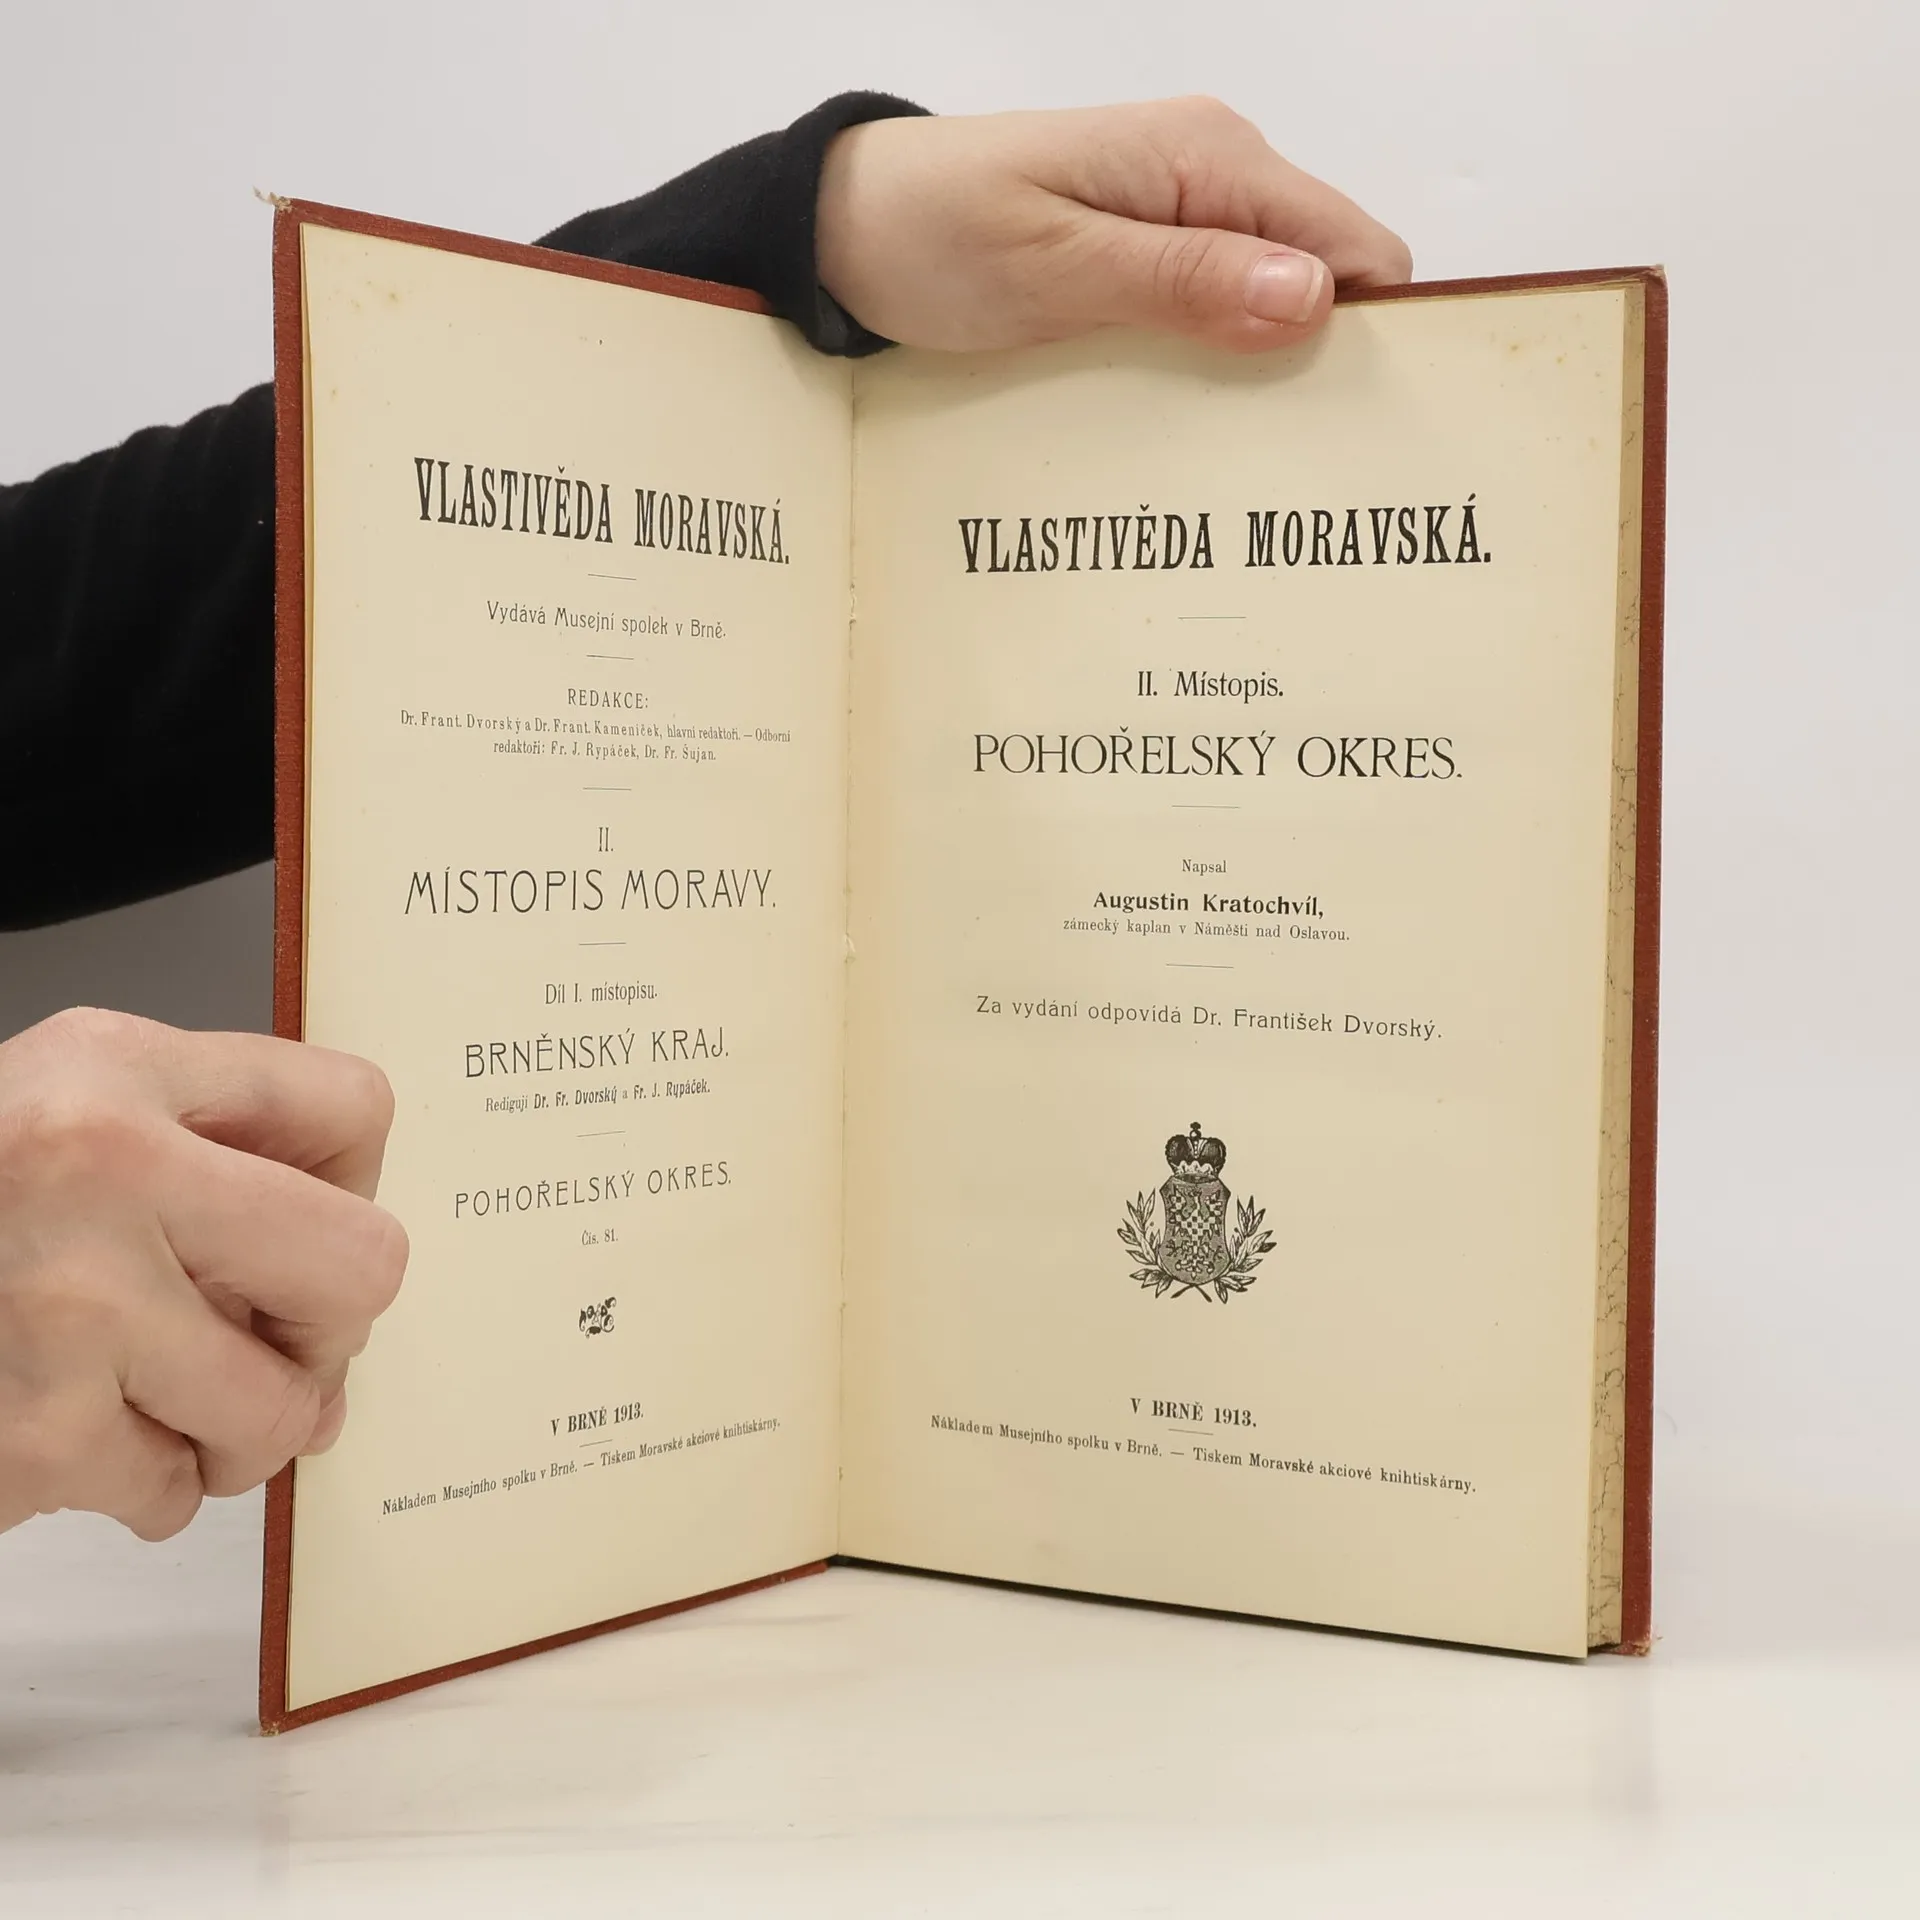 VLASTIVĚDA MORAVSKÁ.
Vydává Musejní spolek v Brně.
REDAKCE:
Dr. Frant. Dvorský a Dr. Frant. Kameníček, hlavní redaktoři. — Odborní
redaktoři: Fr. J. Rypáček, Dr. Fr. Šujan.
II.
MÍSTOPIS MORAVY.
Díl I. místopisu.
BRNĚNSKÝ KRAJ.
Redigují Dr. Fr. Dvorský a Fr. J. Rypáček.
POHOŘELSKÝ OKRES.
Čís. 81.
V BRNĚ 1913.
Nákladem Musejního spolku v Brně. — Tiskem Moravské akciové knihtiskárny.
VLASTIVĚDA MORAVSKÁ.
II. Místopis.
POHOŘELSKÝ OKRES.
Napsal
Augustin Kratochvíl,
zámecký kaplan v Náměšti nad Oslavou.
Za vydání odpovídá Dr. František Dvorský.
V BRNĚ 1913.
Nákladem Musejního spolku v Brně. — Tiskem Moravské akciové knihtiskárny.